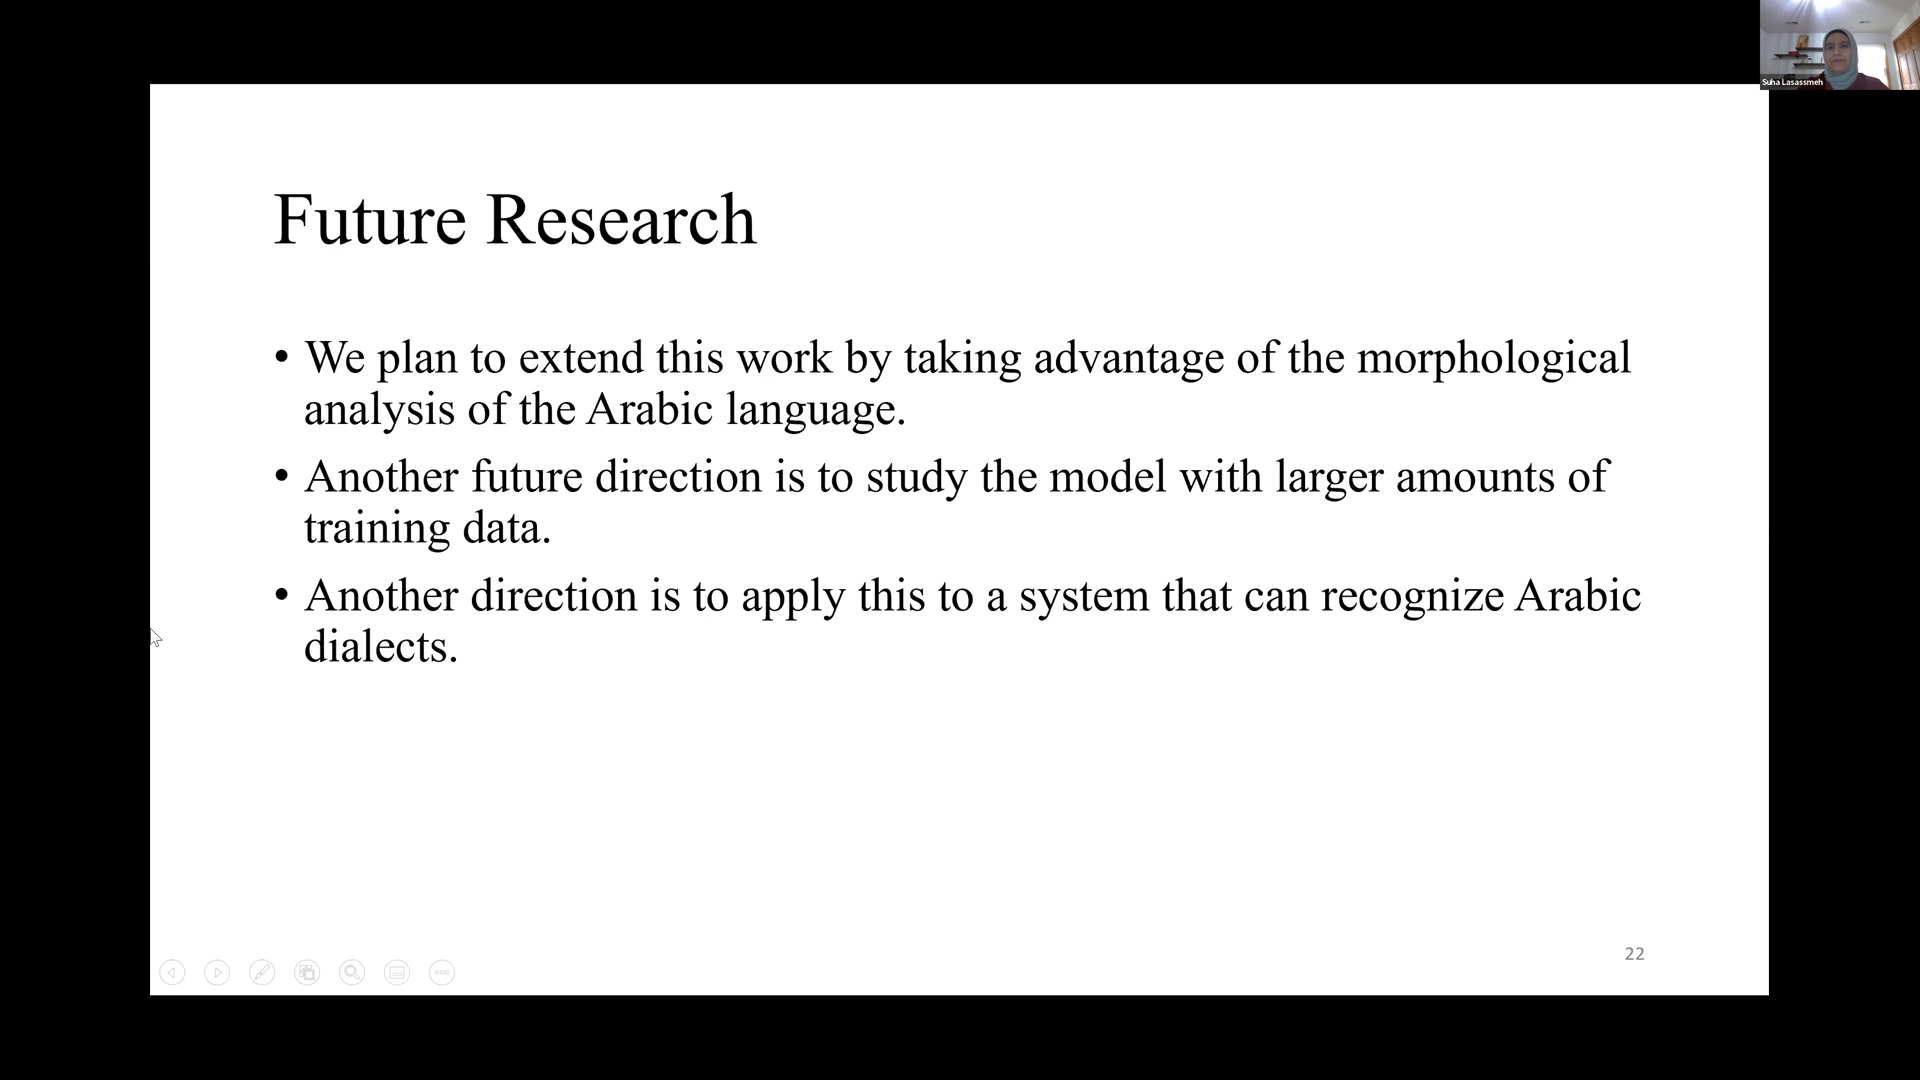 Suha Lasassmeh
Future Research
• We plan to extend this work by taking advantage of the morphological
analysis of the Arabic language.
• Another future direction is to study the model with larger amounts of
training data.
• Another direction is to apply this to a system that can recognize Arabic
dialects.
22